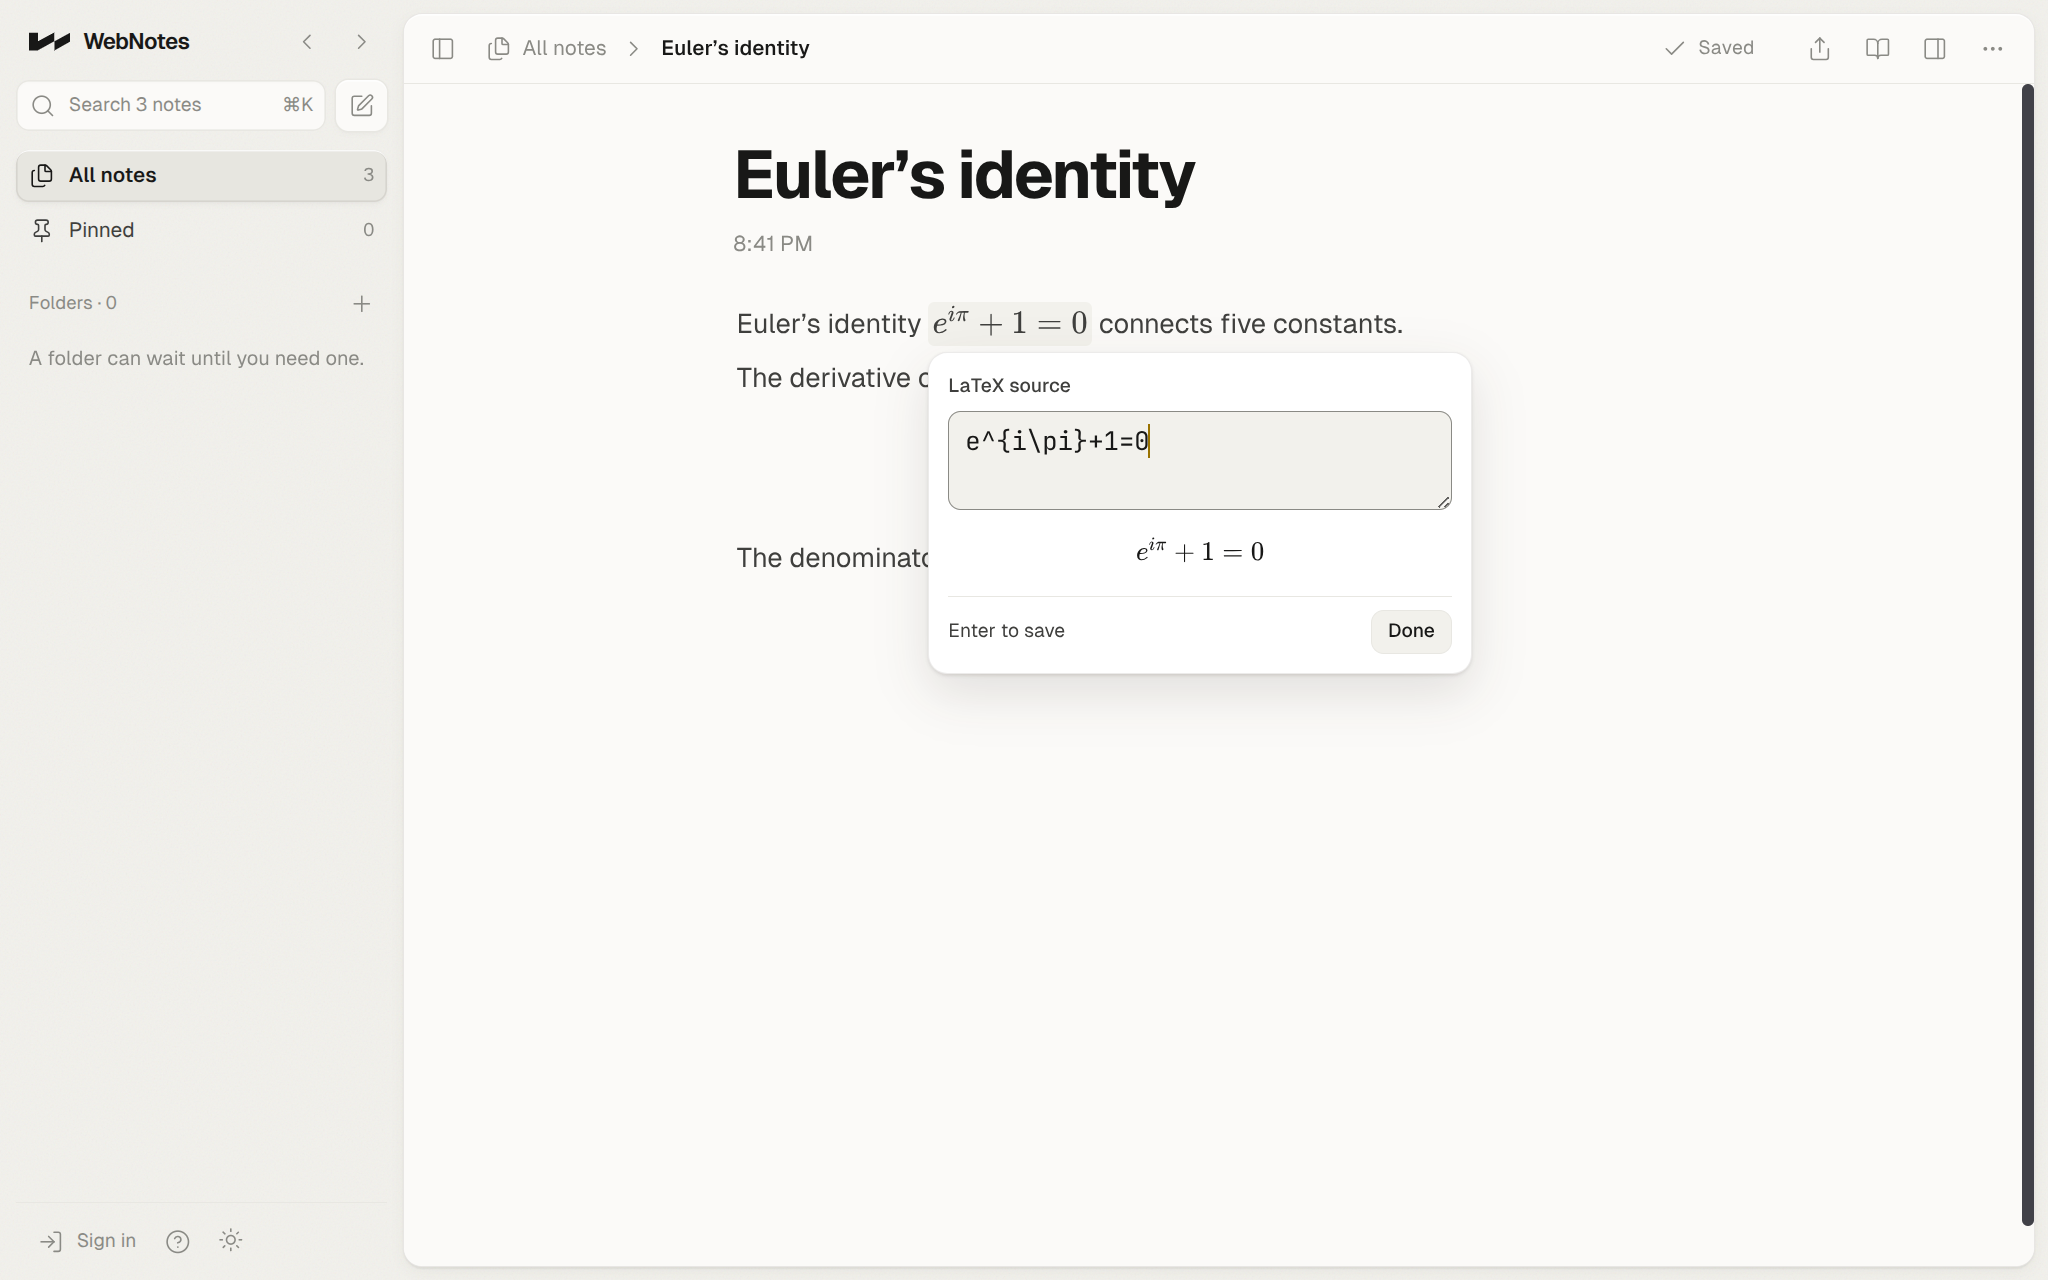 WebNotes
Search 3 notes ⌘K
All notes 3
Pinned 0
Folders · 0
A folder can wait until you need one.
Sign in
All notes > Euler’s identity
Saved
Euler’s identity
8:41 PM
Euler’s identity e^{iπ} + 1 = 0 connects five constants.
The derivative
The
LaTeX source
e^{i\pi}+1=0
e^{iπ} + 1 = 0
Enter to save
Done